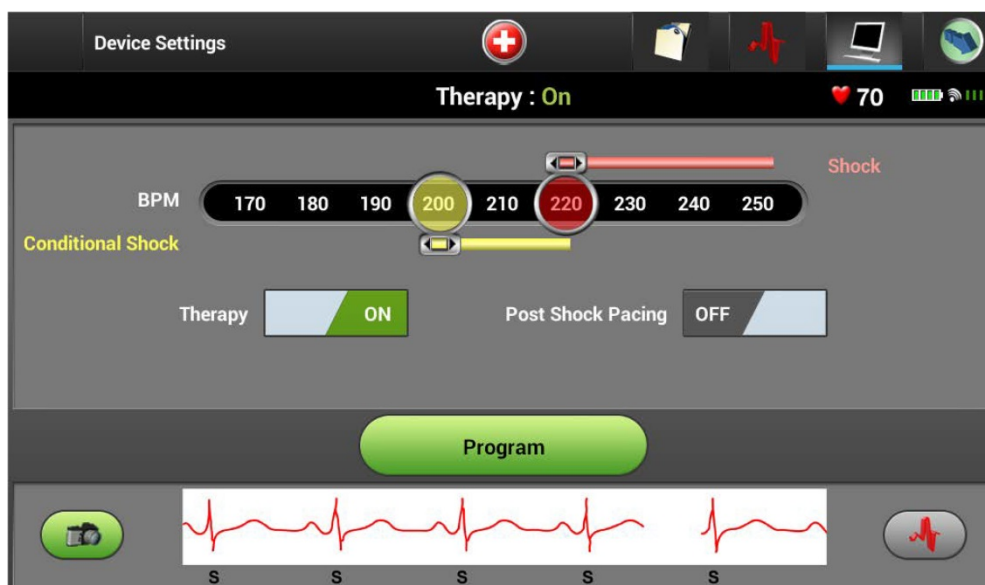 Device Settings
Therapy : On
70
Shock
BPM 170 180 190 200 210 220 230 240 250
Conditional Shock
Therapy ON Post Shock Pacing OFF
Program
S S S S S